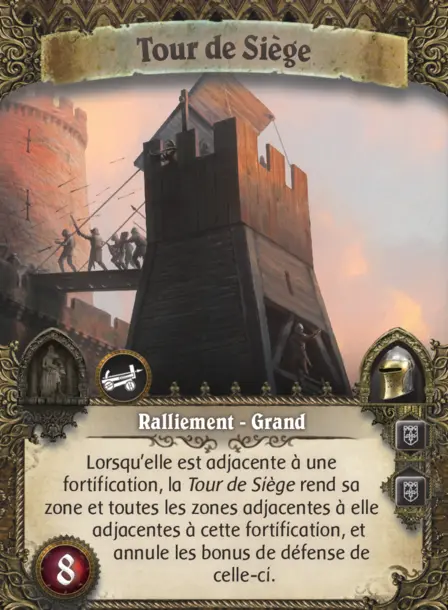 Tour de Siège
Ralliement - Grand
Lorsqu'elle est adjacente à une
fortification, la Tour de Siège rend sa
zone et toutes les zones adjacentes à elle
adjacentes à cette fortification, et
annule les bonus de défense de
celle-ci.
8